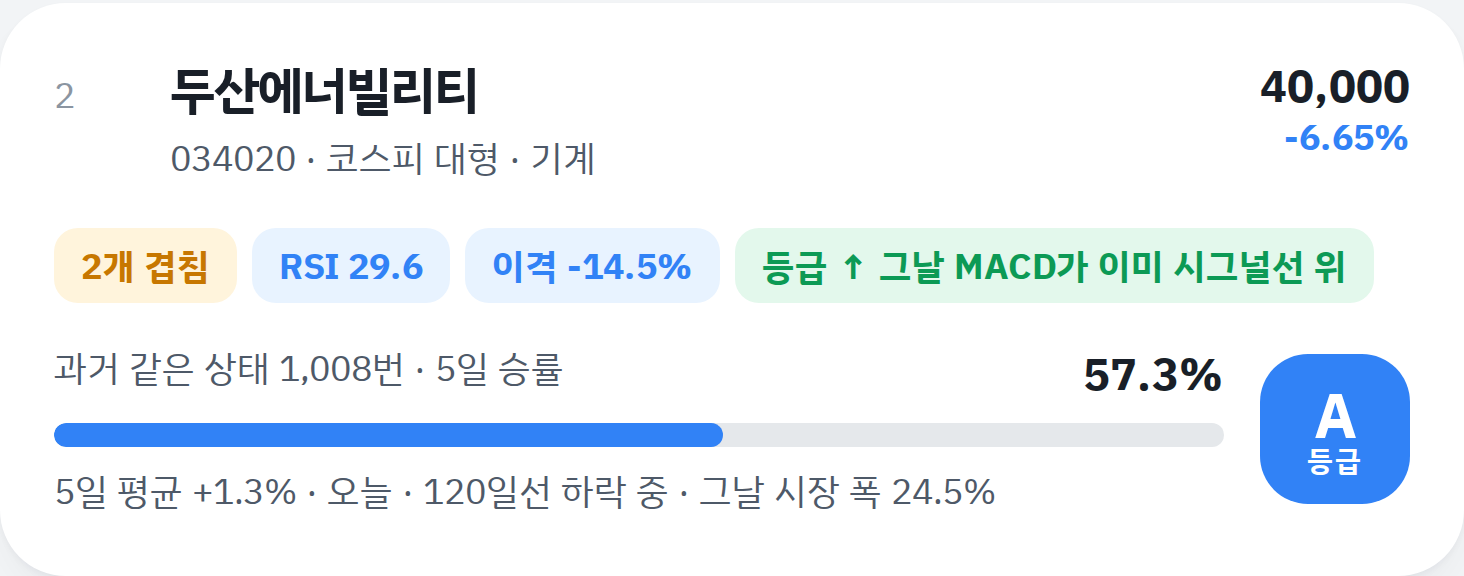 2
두산에너빌리티
40,000
034020 · 코스피 대형 · 기계
-6.65%
2개 겹침
RSI 29.6
이격 -14.5%
등급 ↑ 그날 MACD가 이미 시그널선 위
과거 같은 상태 1,008번 · 5일 승률
57.3%
A
등급
5일 평균 +1.3% · 오늘 · 120일선 하락 중 · 그날 시장 폭 24.5%